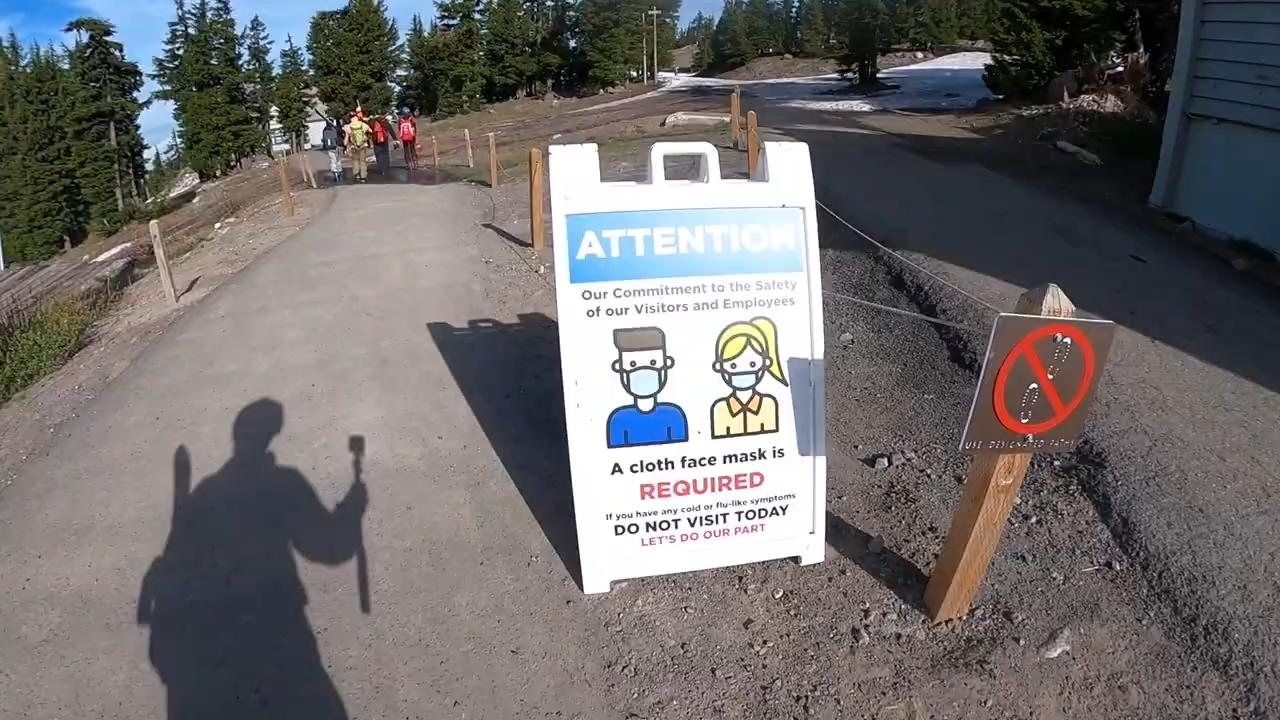 ATTENTION
Our Commitment to the Safety
of our Visitors and Employees
A cloth face mask is
REQUIRED
If you have any cold or flu-like symptoms
DO NOT VISIT TODAY
LET'S DO OUR PART
USE DESIGNATED PATHS